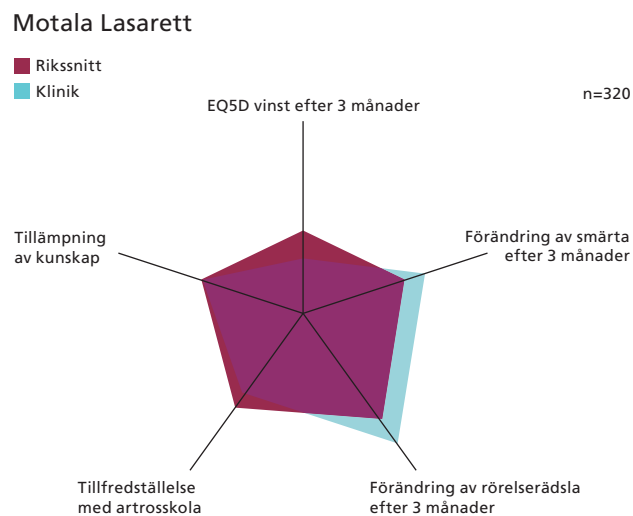 Motala Lasarett
Rikssnitt
Klinik
n=320
EQ5D vinst efter 3 månader
Tillämpning
av kunskap
Förändring av smärta
efter 3 månader
Tillfredställelse
med artrosskola
Förändring av rörelserädsla
efter 3 månader